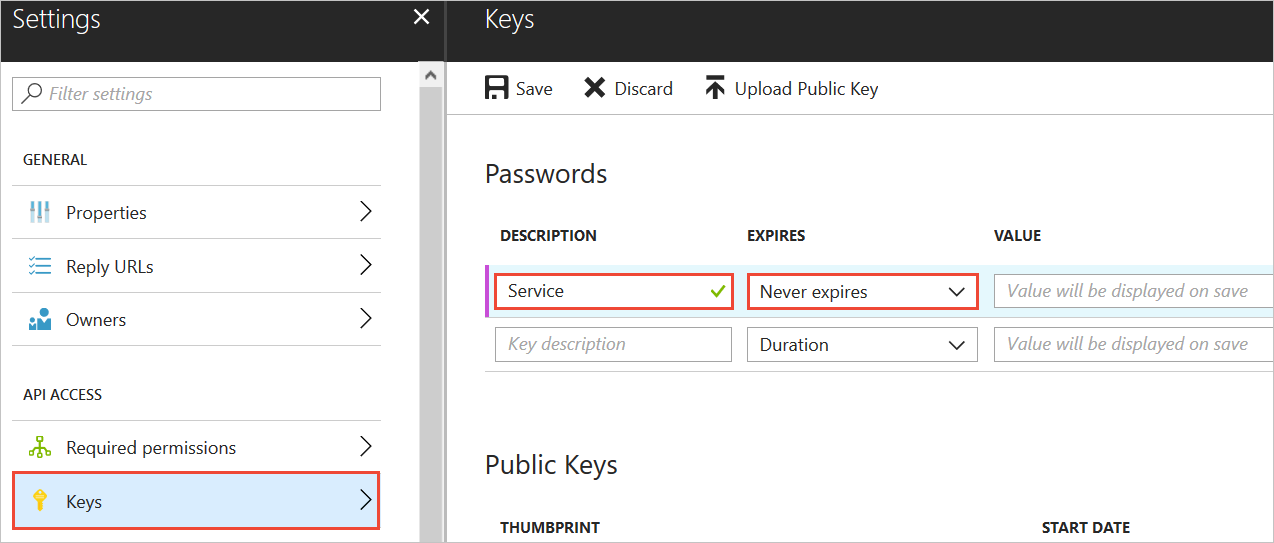 Settings
Filter settings
GENERAL
Properties
Reply URLs
Owners
API ACCESS
Required permissions
Keys
Keys
Save Discard Upload Public Key
Passwords
DESCRIPTION EXPIRES VALUE
Service Never expires Value will be displayed on save
Key description Duration Value will be displayed on save
Public Keys
THUMBPRINT START DATE